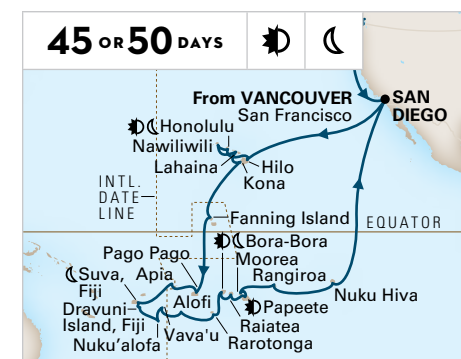 45 OR 50 DAYS
From VANCOUVER
San Francisco
SAN
DIEGO
Honolulu
Nawiliwili
Lahaina
Hilo
Kona
INTL.
DATE
LINE
Fanning Island
EQUATOR
Bora-Bora
Moorea
Rangiroa
Pago Pago
Suva,
Fiji
Apia
Alofi
Nuku Hiva
Dravuni
Island, Fiji
Papeete
Raiatea
Vava'u
Rarotonga
Nuku'alofa